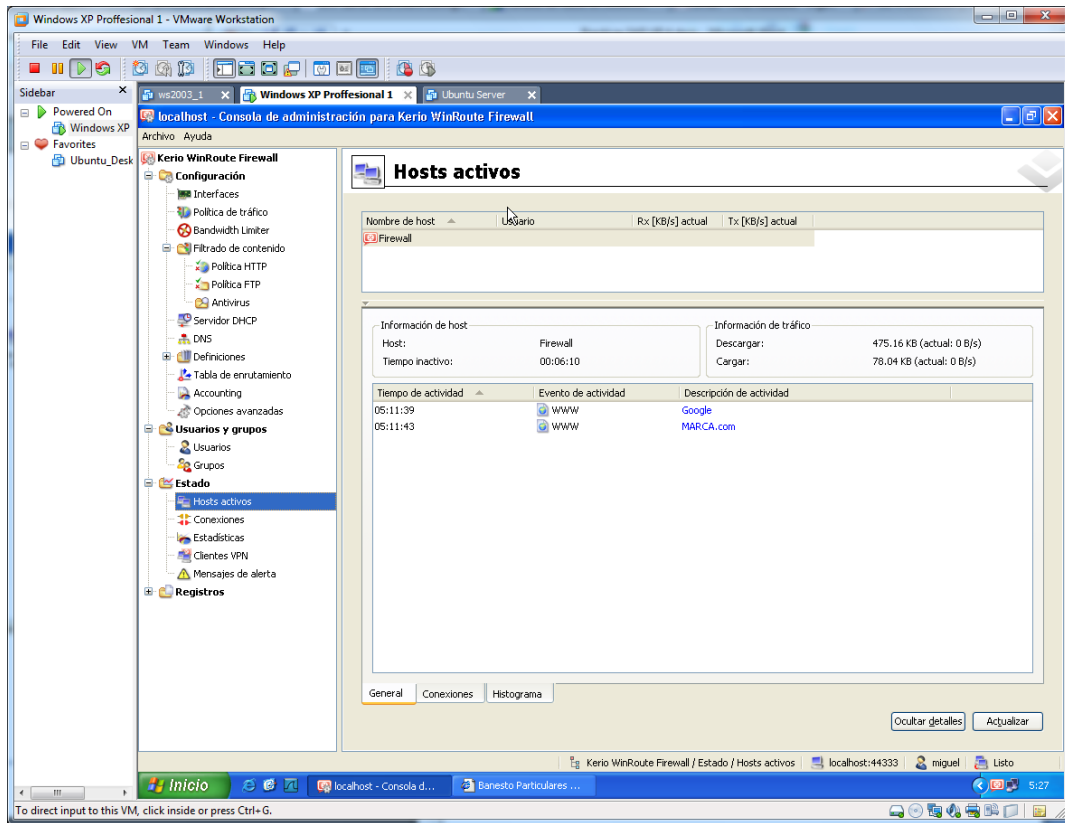 Windows XP Proffesional 1 - VMware Workstation
File Edit View VM Team Windows Help
Sidebar
Powered On
Windows XP
Favorites
Ubuntu_Desk
ws2003_1
Windows XP Proffesional 1
Ubuntu Server
localhost - Consola de administración para Kerio WinRoute Firewall
Archivo Ayuda
Kerio WinRoute Firewall
Configuración
Interfaces
Política de tráfico
Bandwidth Limiter
Filtrado de contenido
Política HTTP
Política FTP
Antivirus
Servidor DHCP
DNS
Definiciones
Tabla de enrutamiento
Accounting
Opciones avanzadas
Usuarios y grupos
Usuarios
Grupos
Estado
Hosts activos
Conexiones
Estadísticas
Clientes VPN
Mensajes de alerta
Registros
Hosts activos
Nombre de host Usuario Rx [KB/s] actual Tx [KB/s] actual
Firewall
Información de host
Host: Firewall
Tiempo inactivo: 00:06:10
Información de tráfico
Descargar: 475.16 KB (actual: 0 B/s)
Cargar: 78.04 KB (actual: 0 B/s)
Tiempo de actividad Evento de actividad Descripción de actividad
05:11:39 WWW Google
05:11:43 WWW MARCA.com
General Conexiones Histograma
Ocultar detalles Actualizar
Kerio WinRoute Firewall / Estado / Hosts activos localhost:44333 miguel Listo
Inicio
localhost - Consola d...
Banesto Particulares ...
5:27
To direct input to this VM, click inside or press Ctrl+G.